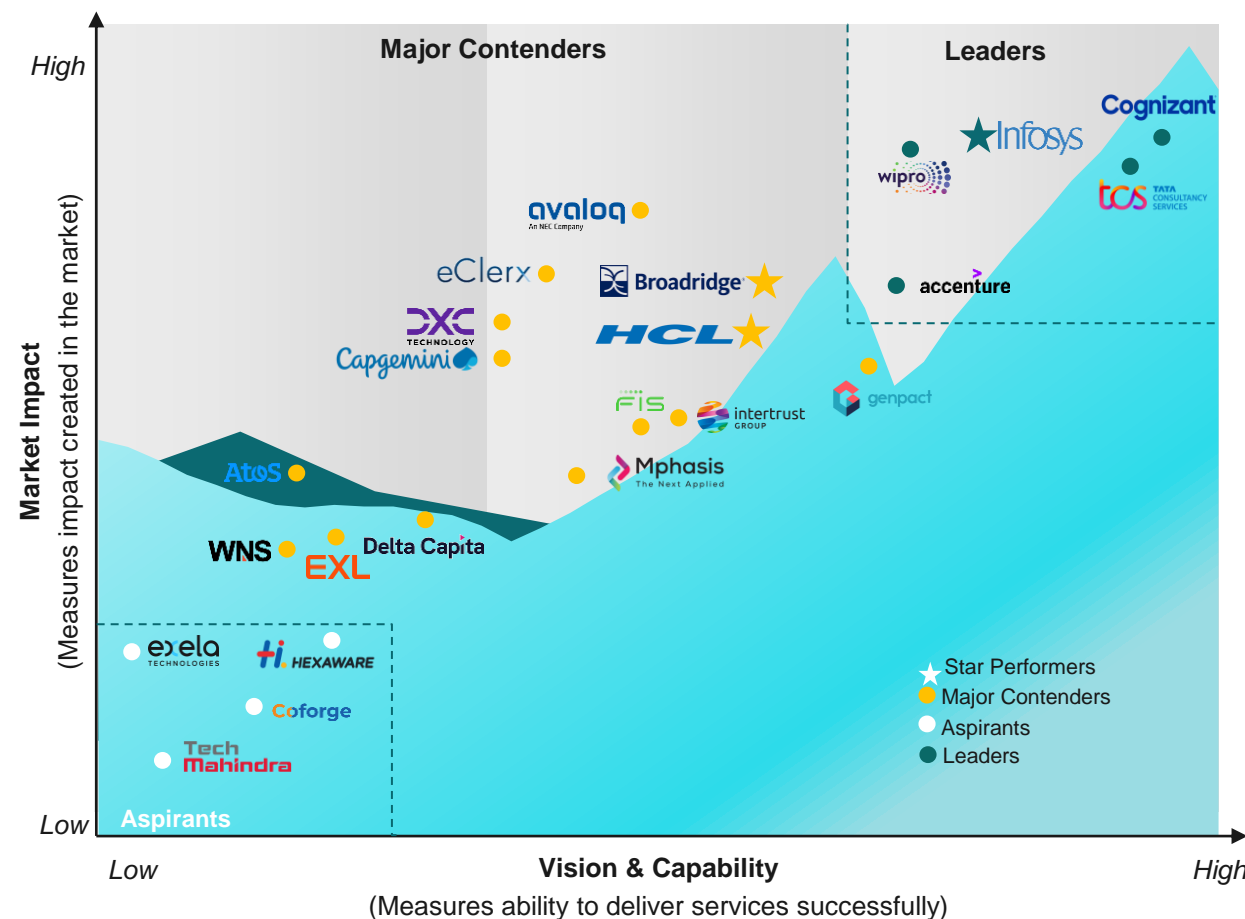 Major Contenders
Leaders
High
Cognizant
Infosys
wipro
tcs TATA
CONSULTANCY
SERVICES
avaloq
An NEC Company
eClerx
Broadridge
accenture
DXC
TECHNOLOGY
HCL
Capgemini
genpact
FIS
intertrust
GROUP
Mphasis
The Next Applied
Atos
WNS
EXL
Delta Capita
exela
TECHNOLOGIES
Hi. HEXAWARE
Coforge
Tech
Mahindra
Star Performers
Major Contenders
Aspirants
Leaders
Aspirants
Low
Market Impact
(Measures impact created in the market)
Low
Vision & Capability
High
(Measures ability to deliver services successfully)